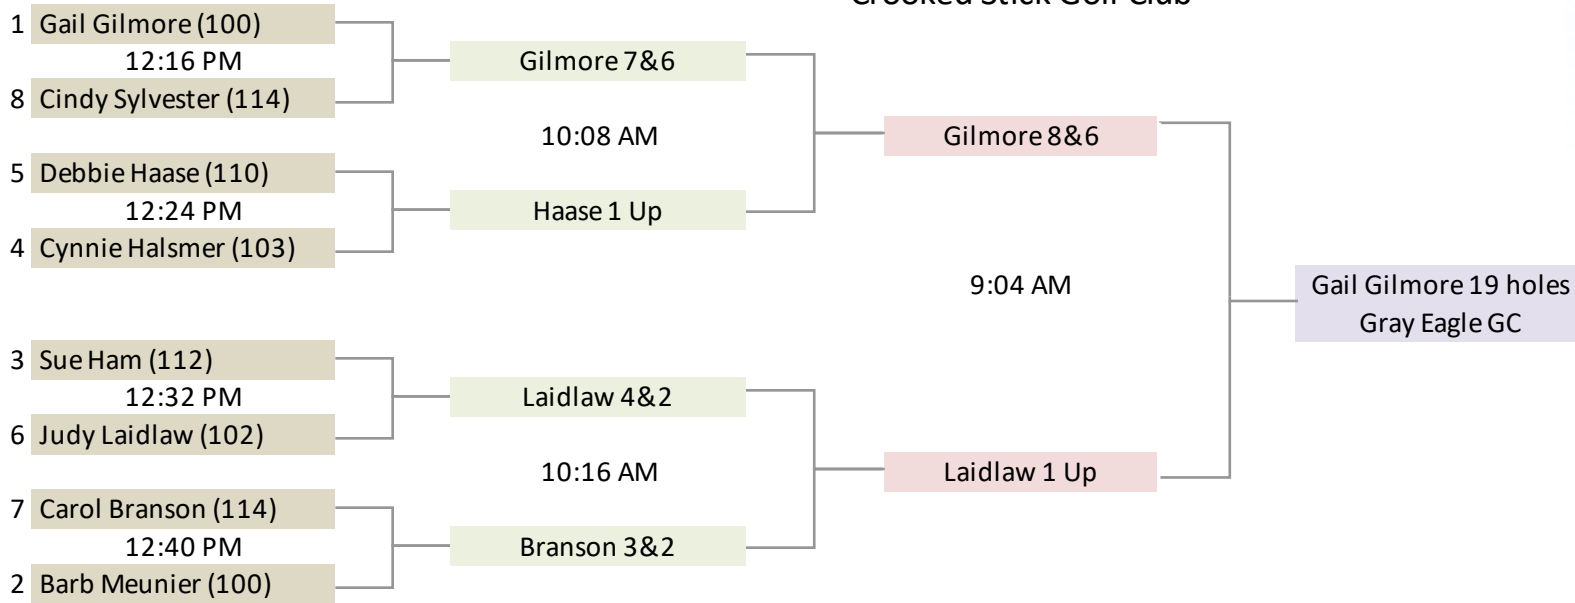 Crooked Stick Golf Club
1 Gail Gilmore (100)
12:16 PM
8 Cindy Sylvester (114)
5 Debbie Haase (110)
12:24 PM
4 Cynnie Halsmer (103)
3 Sue Ham (112)
12:32 PM
6 Judy Laidlaw (102)
7 Carol Branson (114)
12:40 PM
2 Barb Meunier (100)
Gilmore 7&6
10:08 AM
Haase 1 Up
Laidlaw 4&2
10:16 AM
Branson 3&2
Gilmore 8&6
9:04 AM
Laidlaw 1 Up
Gail Gilmore 19 holes
Gray Eagle GC